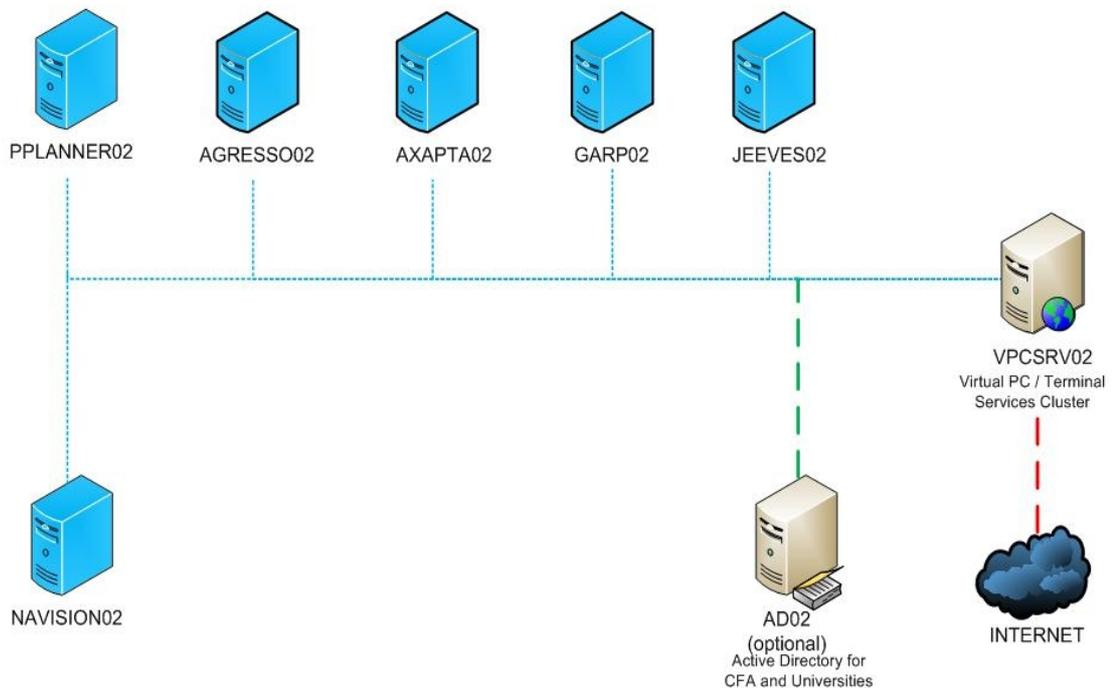 PPLANNER02
AGRESSO02
AXAPTA02
GARP02
JEEVES02
VPCSRV02
Virtual PC / Terminal
Services Cluster
NAVISION02
AD02
(optional)
Active Directory for
CFA and Universities
INTERNET